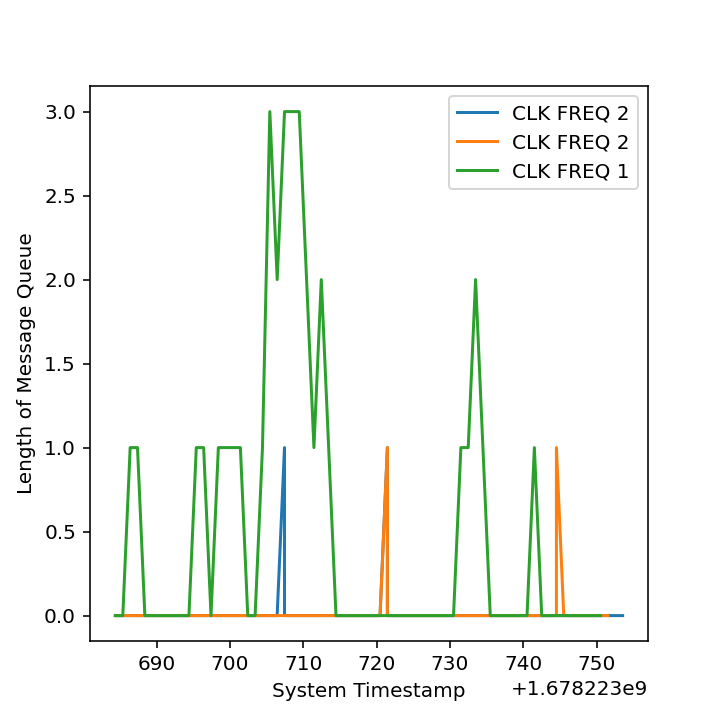 CLK FREQ 2
CLK FREQ 2
CLK FREQ 1
3.0
2.5
2.0
1.5
1.0
0.5
0.0
Length of Message Queue
690 700 710 720 730 740 750
System Timestamp
+1.678223e9